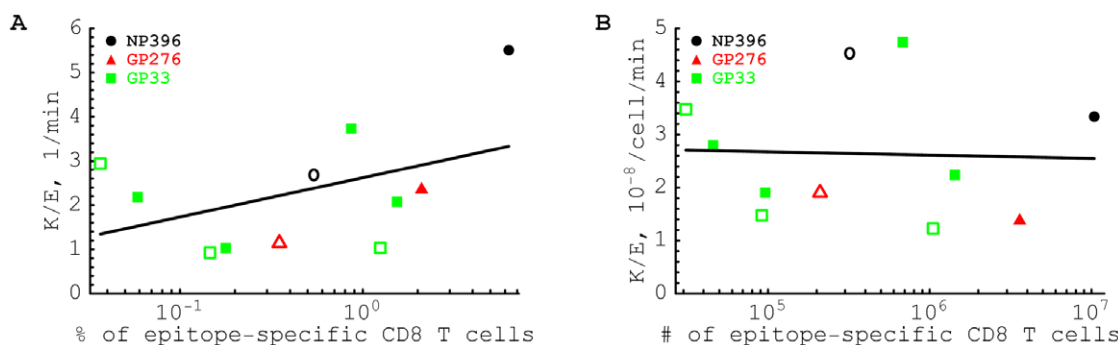 A
K/E, 1/min
6
5
4
3
2
1
0
NP396
GP276
GP33
10^-1
10^0
% of epitope-specific CD8 T cells
B
K/E, 10^-8/cell/min
5
4
3
2
1
0
NP396
GP276
GP33
10^5
10^6
10^7
# of epitope-specific CD8 T cells